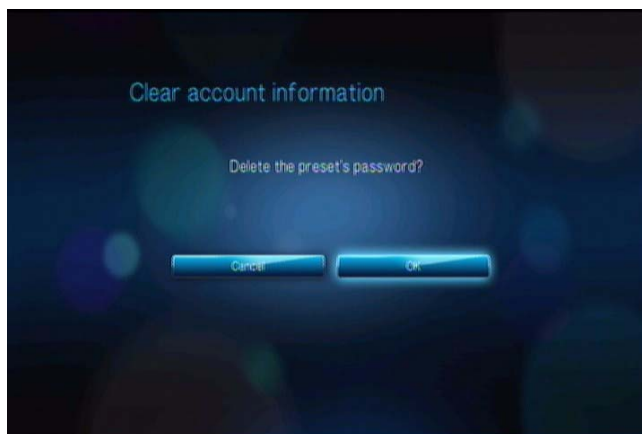 Clear account information
Delete the preset's password?
Cancel OK